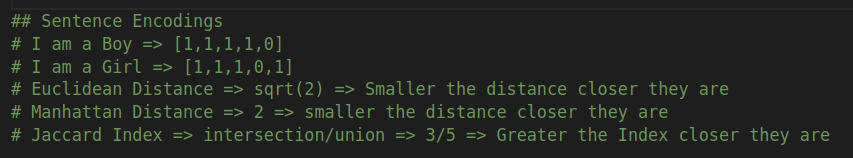 ## Sentence Encodings
# I am a Boy => [1,1,1,1,0]
# I am a Girl => [1,1,1,0,1]
# Euclidean Distance => sqrt(2) => Smaller the distance closer they are
# Manhattan Distance => 2 => smaller the distance closer they are
# Jaccard Index => intersection/union => 3/5 => Greater the Index closer they are